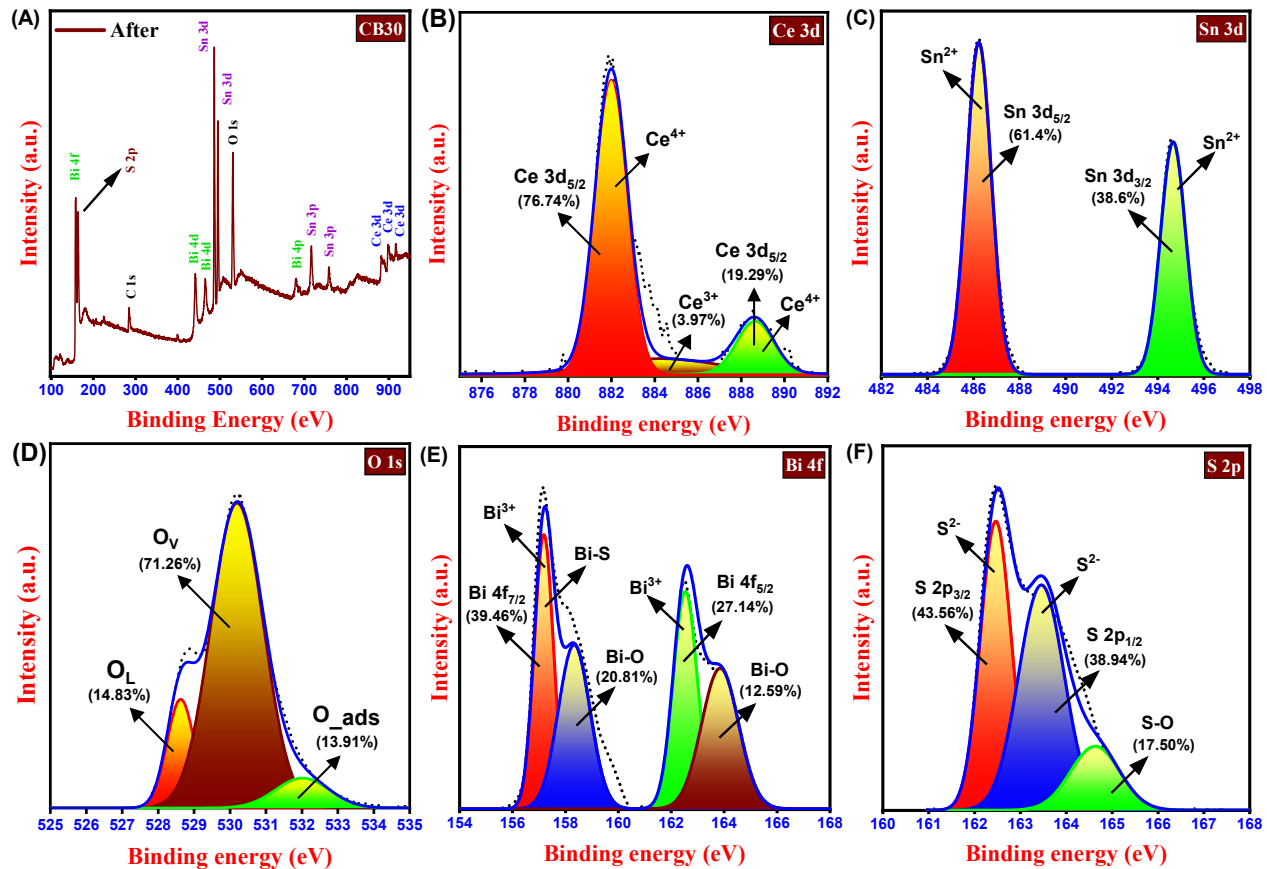 (A)
After
CB30
Sn 3d
Sn 3d
O 1s
Bi 4f
S 2p
C 1s
Bi 4d
Bi 4d
Bi 4p
Sn 3p
Sn 3p
Ce 3d
Ce 3d
Ce 3d
Intensity (a.u.)
100 200 300 400 500 600 700 800 900
Binding Energy (eV)
(B)
Ce 3d
Ce⁴⁺
Ce 3d₅/₂
(76.74%)
Ce 3d₅/₂
(19.29%)
Ce³⁺
(3.97%)
Ce⁴⁺
Intensity (a.u.)
876 878 880 882 884 886 888 890 892
Binding energy (eV)
(C)
Sn 3d
Sn²⁺
Sn 3d₅/₂
(61.4%)
Sn²⁺
Sn 3d₃/₂
(38.6%)
Intensity (a.u.)
482 484 486 488 490 492 494 496 498
Binding energy (eV)
(D)
O 1s
O_V
(71.26%)
O_L
(14.83%)
O_ads
(13.91%)
Intensity (a.u.)
525 526 527 528 529 530 531 532 533 534 535
Binding energy (eV)
(E)
Bi 4f
Bi³⁺
Bi-S
Bi 4f₇/₂
(39.46%)
Bi-O
(20.81%)
Bi³⁺
Bi 4f₅/₂
(27.14%)
Bi-O
(12.59%)
Intensity (a.u.)
154 156 158 160 162 164 166 168
Binding energy (eV)
(F)
S 2p
S²⁻
S 2p₃/₂
(43.56%)
S²⁻
S 2p₁/₂
(38.94%)
S-O
(17.50%)
Intensity (a.u.)
160 161 162 163 164 165 166 167 168
Binding energy (eV)